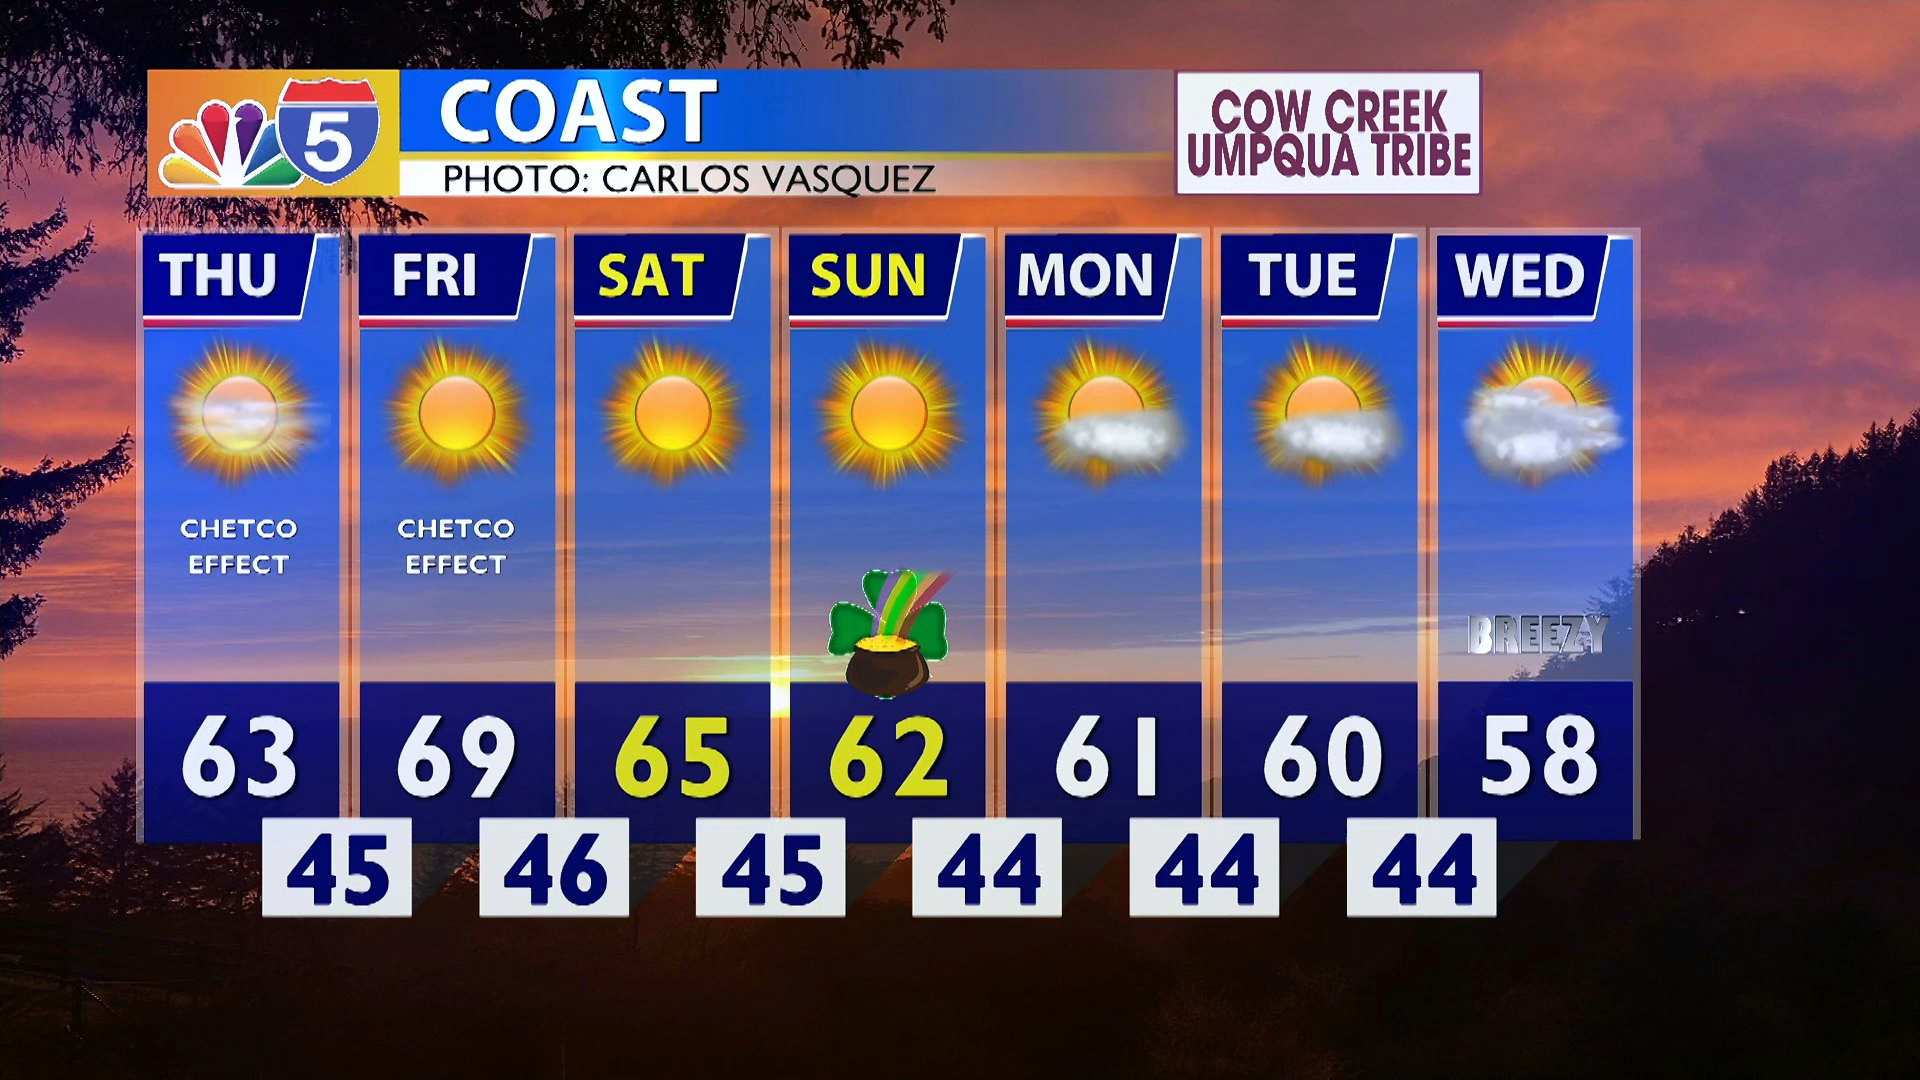 5
COAST
PHOTO: CARLOS VASQUEZ
COW CREEK
UMPQUA TRIBE
THU FRI SAT SUN MON TUE WED
CHETCO
EFFECT
CHETCO
EFFECT
BREEZY
63 69 65 62 61 60 58
45 46 45 44 44 44